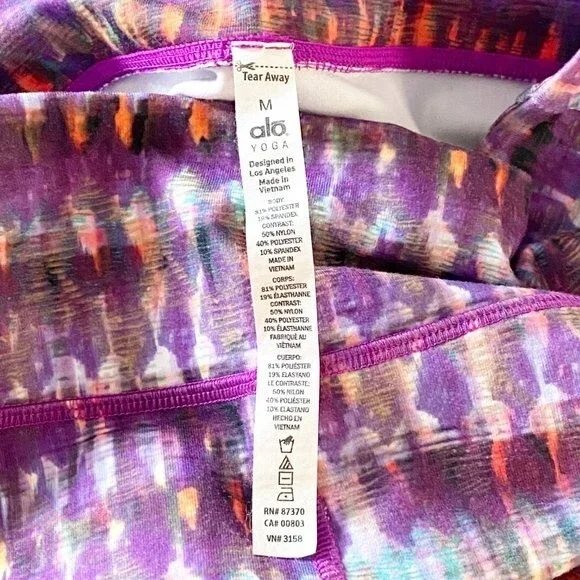 Tear Away
M
alo
YOGA
Designed in
Los Angeles
Made in
Vietnam
BODY:
81% POLYESTER
19% SPANDEX
CONTRAST:
50% NYLON
40% POLYESTER
10% SPANDEX
MADE IN
VIETNAM
CORPS:
81% POLYESTER
19% ÉLASTHANNE
CONTRAST:
50% NYLON
40% POLYESTER
10% ÉLASTHANNE
FABRIQUÉ AU
VIÊTNAM
CUERPO:
81% POLIÉSTER
19% ELASTANO
LE CONTRASTE:
50% NILON
40% POLIÉSTER
10% ELASTANO
HECHO EN
VIETNAM
RN# 87370
CA# 00803
VN# 3158